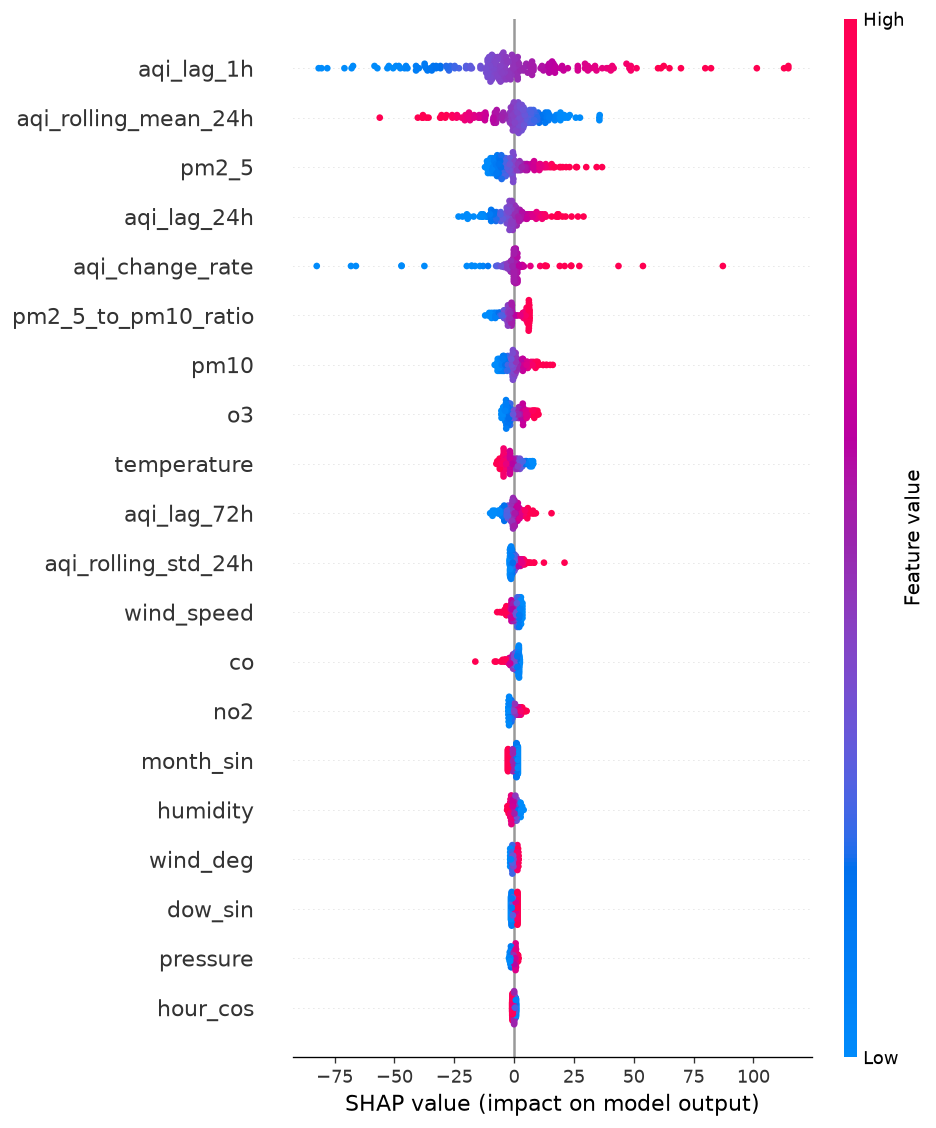 High
aqi_lag_1h
aqi_rolling_mean_24h
pm2_5
aqi_lag_24h
aqi_change_rate
pm2_5_to_pm10_ratio
pm10
o3
temperature
aqi_lag_72h
aqi_rolling_std_24h
wind_speed
co
no2
month_sin
humidity
wind_deg
dow_sin
pressure
hour_cos
Feature value
Low
−75 −50 −25 0 25 50 75 100
SHAP value (impact on model output)